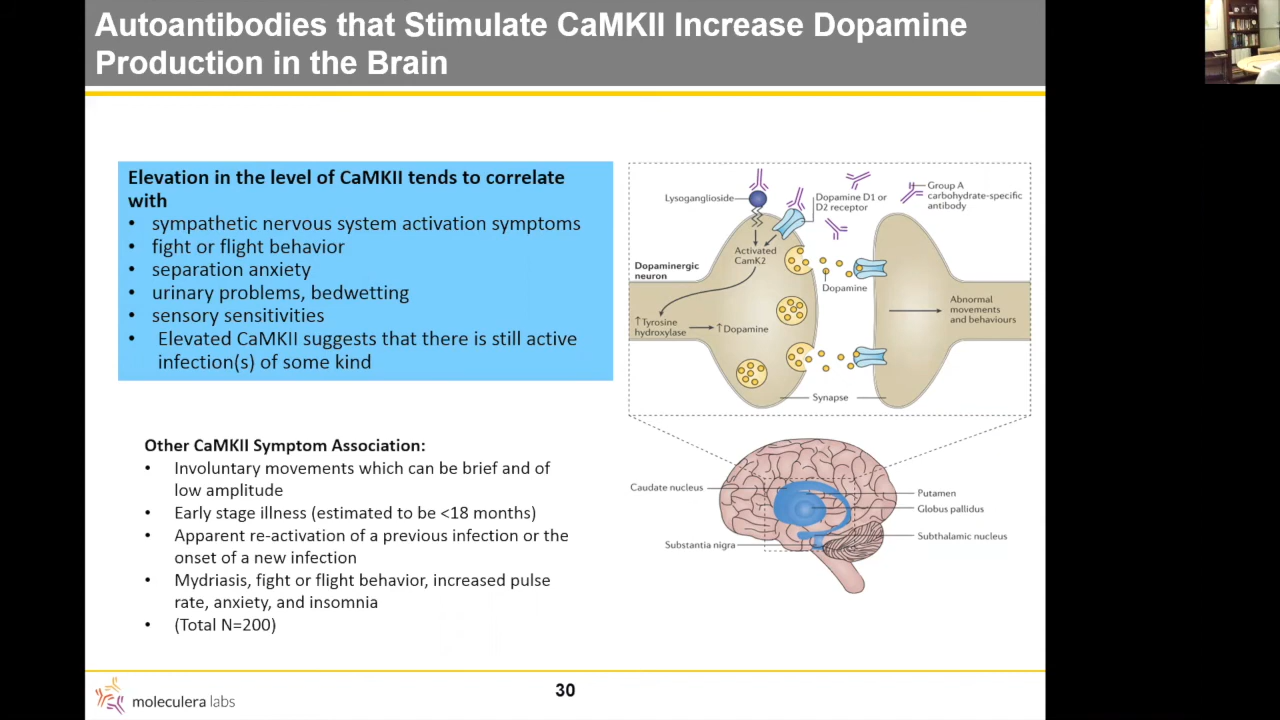 Autoantibodies that Stimulate CaMKII Increase Dopamine
Production in the Brain
Elevation in the level of CaMKII tends to correlate
with
• sympathetic nervous system activation symptoms
• fight or flight behavior
• separation anxiety
• urinary problems, bedwetting
• sensory sensitivities
• Elevated CaMKII suggests that there is still active
infection(s) of some kind
Other CaMKII Symptom Association:
• Involuntary movements which can be brief and of
low amplitude
• Early stage illness (estimated to be <18 months)
• Apparent re-activation of a previous infection or the
onset of a new infection
• Mydriasis, fight or flight behavior, increased pulse
rate, anxiety, and insomnia
• (Total N=200)
Lysoganglioside
Dopamine D1 or
D2 receptor
Group A
carbohydrate-specific
antibody
Activated
CamK2
Dopaminergic
neuron
Dopamine
↑Tyrosine
hydroxylase
↑Dopamine
Abnormal
movements
and behaviours
Synapse
Caudate nucleus
Putamen
Globus pallidus
Subthalamic nucleus
Substantia nigra
moleculera labs
30